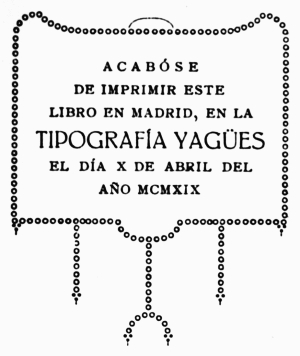 ACABÓSE
DE IMPRIMIR ESTE
LIBRO EN MADRID, EN LA
TIPOGRAFÍA YAGÜES
EL DÍA X DE ABRIL DEL
AÑO MCMXIX